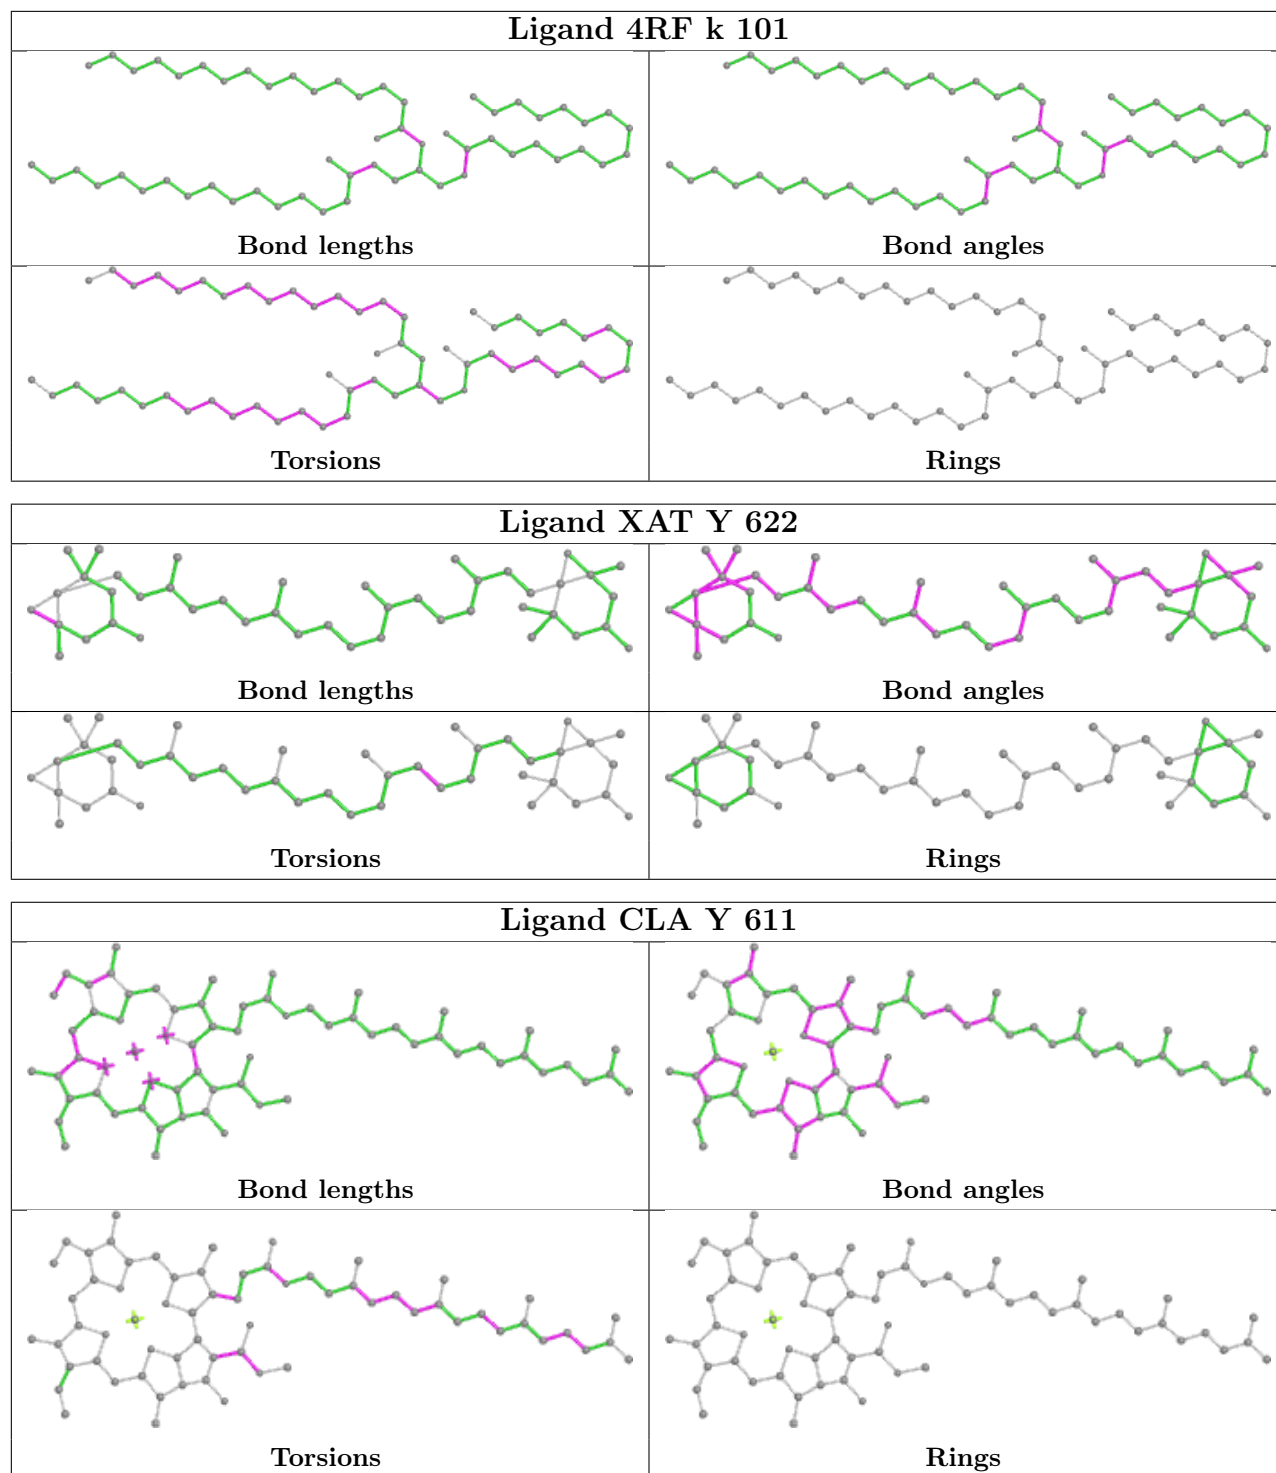 Ligand 4RF k 101
Bond lengths
Bond angles
Torsions
Rings
Ligand XAT Y 622
Bond lengths
Bond angles
Torsions
Rings
Ligand CLA Y 611
Bond lengths
Bond angles
Torsions
Rings